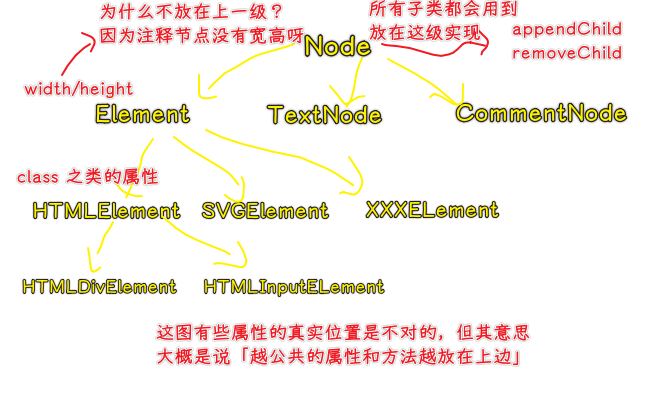 为什么不放在上一级？
因为注释节点没有宽高呀
所有子类都会用到
放在这级实现
appendChild
removeChild
Node
width/height
Element
TextNode
CommentNode
class 之类的属性
HTMLElement
SVGElement
XXXELement
HTMLDivElement
HTMLInputELement
这图有些属性的真实位置是不对的，但其意思
大概是说「越公共的属性和方法越放在上边」